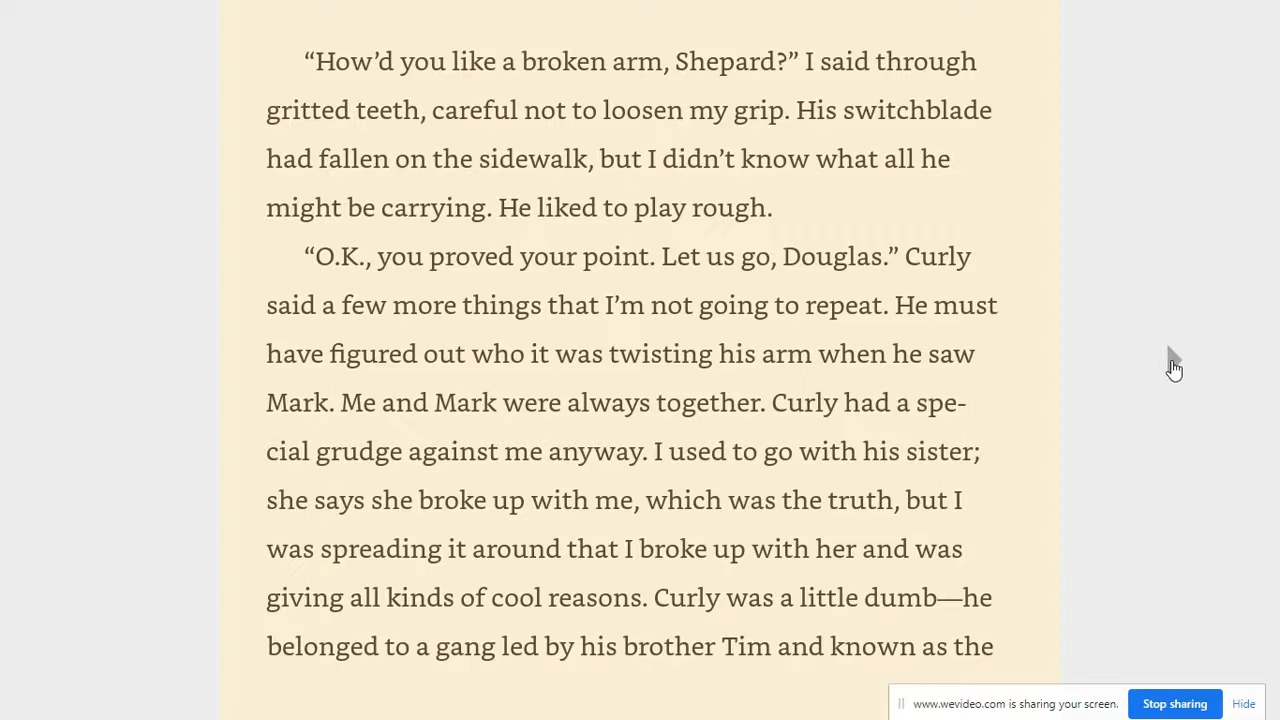 “How’d you like a broken arm, Shepard?” I said through
gritted teeth, careful not to loosen my grip. His switchblade
had fallen on the sidewalk, but I didn’t know what all he
might be carrying. He liked to play rough.
“O.K., you proved your point. Let us go, Douglas.” Curly
said a few more things that I’m not going to repeat. He must
have figured out who it was twisting his arm when he saw
Mark. Me and Mark were always together. Curly had a spe-
cial grudge against me anyway. I used to go with his sister;
she says she broke up with me, which was the truth, but I
was spreading it around that I broke up with her and was
giving all kinds of cool reasons. Curly was a little dumb—he
belonged to a gang led by his brother Tim and known as the
www.wevideo.com is sharing your screen.
Stop sharing
Hide